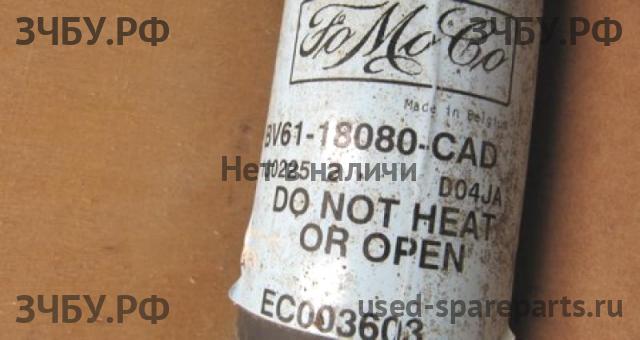 ЗЧБУ.РФ ЗЧБУ.РФ
FoMoCo
Made in Belgium
BV61-18080-CAD
Нет в наличи
D04JA
DO NOT HEAT
OR OPEN
EC003603
ЗЧБУ.РФ used-spareparts.ru